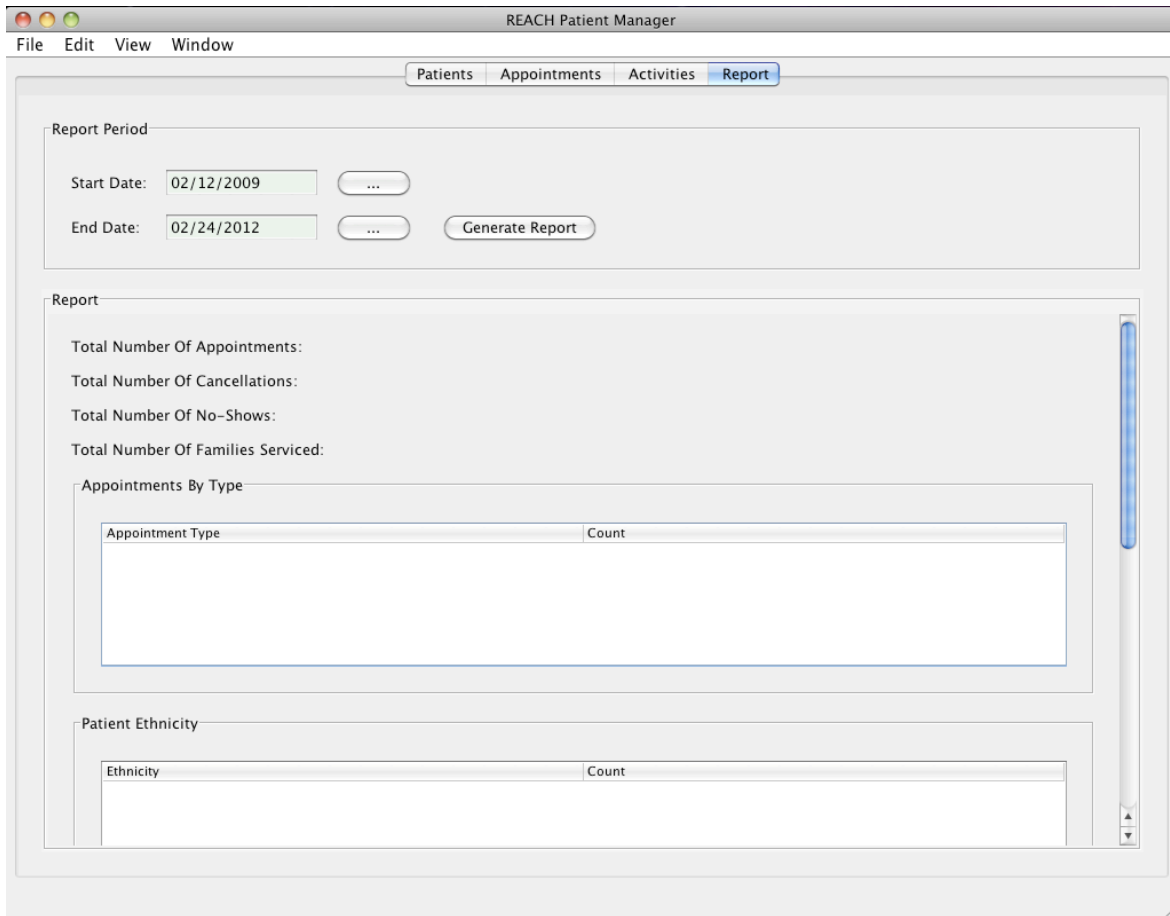 REACH Patient Manager
File Edit View Window
Patients Appointments Activities Report
Report Period
Start Date: 02/12/2009 ...
End Date: 02/24/2012 ... Generate Report
Report
Total Number Of Appointments:
Total Number Of Cancellations:
Total Number Of No-Shows:
Total Number Of Families Serviced:
Appointments By Type
Appointment Type Count
Patient Ethnicity
Ethnicity Count